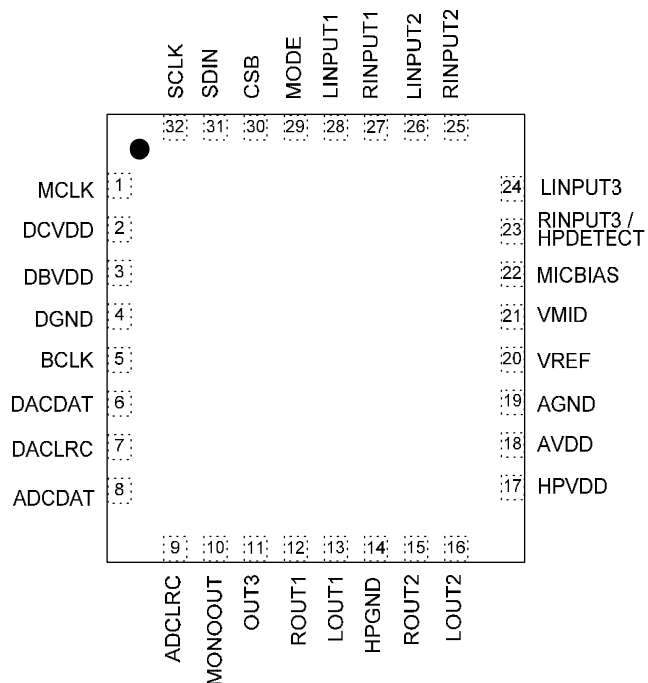 SCLK
SDIN
CSB
MODE
LINPUT1
RINPUT1
LINPUT2
RINPUT2
32
31
30
29
28
27
26
25
MCLK 1
DCVDD 2
DBVDD 3
DGND 4
BCLK 5
DACDAT 6
DACLRC 7
ADCDAT 8
24 LINPUT3
23 RINPUT3 /
HPDETECT
22 MICBIAS
21 VMID
20 VREF
19 AGND
18 AVDD
17 HPVDD
9
10
11
12
13
14
15
16
ADCLRC
MONOOUT
OUT3
ROUT1
LOUT1
HPGND
ROUT2
LOUT2